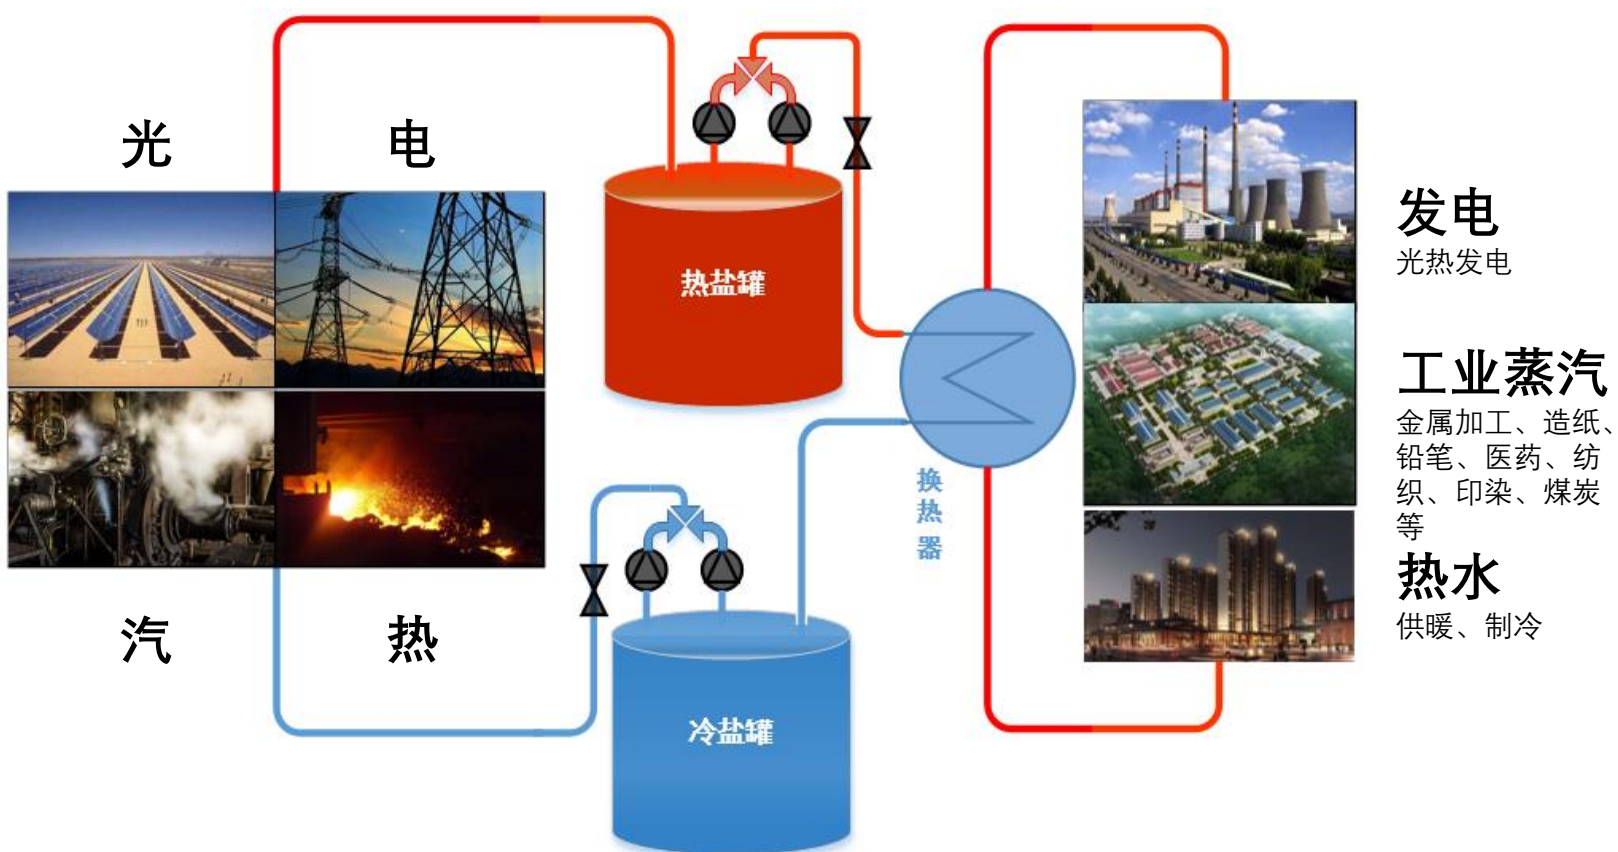 光
电
汽
热
热盐罐
冷盐罐
换热器
发电
光热发电
工业蒸汽
金属加工、造纸、
铅笔、医药、纺
织、印染、煤炭
等
热水
供暖、制冷